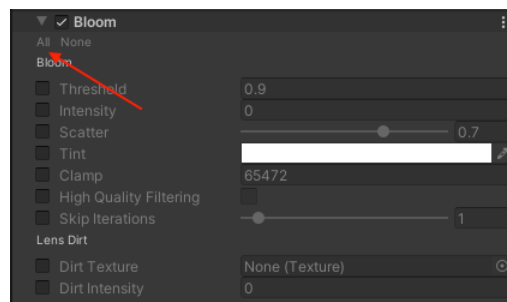 Bloom
All None
Bloom
Threshold 0.9
Intensity 0
Scatter 0.7
Tint
Clamp 65472
High Quality Filtering
Skip Iterations 1
Lens Dirt
Dirt Texture None (Texture)
Dirt Intensity 0